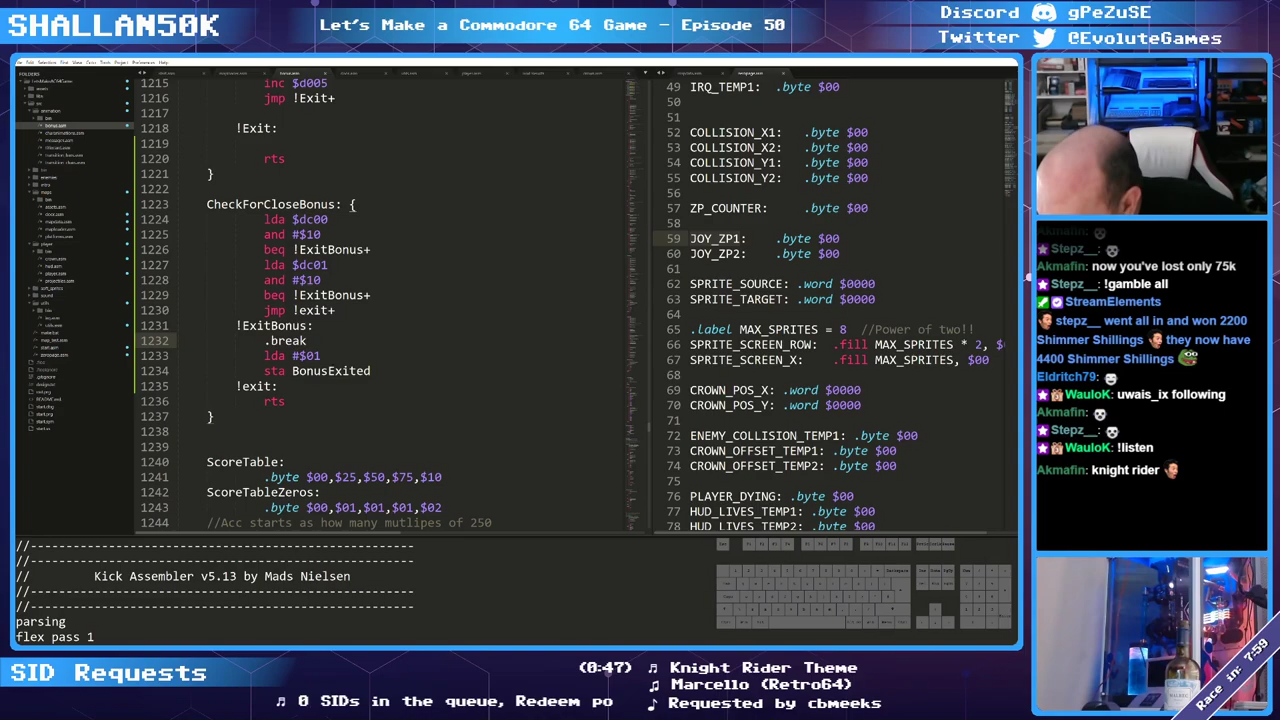 SHALLAN50K
Let's Make a Commodore 64 Game - Episode 50
Discord gPeZuSE
Twitter @EvoluteGames
FOLDERS
1215 inc $d005
1216 jmp !Exit+
1217
1218 !Exit:
1219
1220 rts
1221 }
1222
1223 CheckForCloseBonus: {
1224 lda $dc00
1225 and #$10
1226 beq !ExitBonus+
1227 lda $dc01
1228 and #$10
1229 beq !ExitBonus+
1230 jmp !exit+
1231 !ExitBonus:
1232 .break
1233 lda #$01
1234 sta BonusExited
1235 !exit:
1236 rts
1237 }
1238
1239
1240 ScoreTable:
1241 .byte $00,$25,$50,$75,$10
1242 ScoreTableZeros:
1243 .byte $00,$01,$01,$01,$02
1244 //Acc starts as how many mutlipes of 250
49 IRQ_TEMP1: .byte $00
50
51
52 COLLISION_X1: .byte $00
53 COLLISION_X2: .byte $00
54 COLLISION_Y1: .byte $00
55 COLLISION_Y2: .byte $00
56
57 ZP_COUNTER: .byte $00
58
59 JOY_ZP1: .byte $00
60 JOY_ZP2: .byte $00
61
62 SPRITE_SOURCE: .word $0000
63 SPRITE_TARGET: .word $0000
64
65 .label MAX_SPRITES = 8 //Power of two!!
66 SPRITE_SCREEN_ROW: .fill MAX_SPRITES * 2, $
67 SPRITE_SCREEN_X: .fill MAX_SPRITES, $00
68
69 CROWN_POS_X: .word $0000
70 CROWN_POS_Y: .word $0000
71
72 ENEMY_COLLISION_TEMP1: .byte $00
73 CROWN_OFFSET_TEMP1: .byte $00
74 CROWN_OFFSET_TEMP2: .byte $00
75
76 PLAYER_DYING: .byte $00
77 HUD_LIVES_TEMP1: .byte $00
78 HUD_LIVES_TEMP2: .byte $00
//------------------------------------------------------
//------------------------------------------------------
// Kick Assembler v5.13 by Mads Nielsen
//------------------------------------------------------
//------------------------------------------------------
parsing
flex pass 1
Akmafin:
Stepz_:
Akmafin: now you've lost only 75k
Stepz_: !gamble all
StreamElements
: stepz__ went all in and won 2200
Shimmer Shillings they now have
4400 Shimmer Shillings
Eldritch79:
WauloK: uwais_ix following
Akmafin:
Stepz_:
WauloK: !listen
Akmafin: knight rider
Race in: 7:59
SID Requests
(0:47) ♫ Knight Rider Theme
♫ Marcello (Retro64)
♪ Requested by cbmeeks
♫ 0 SIDs in the queue, Redeem po